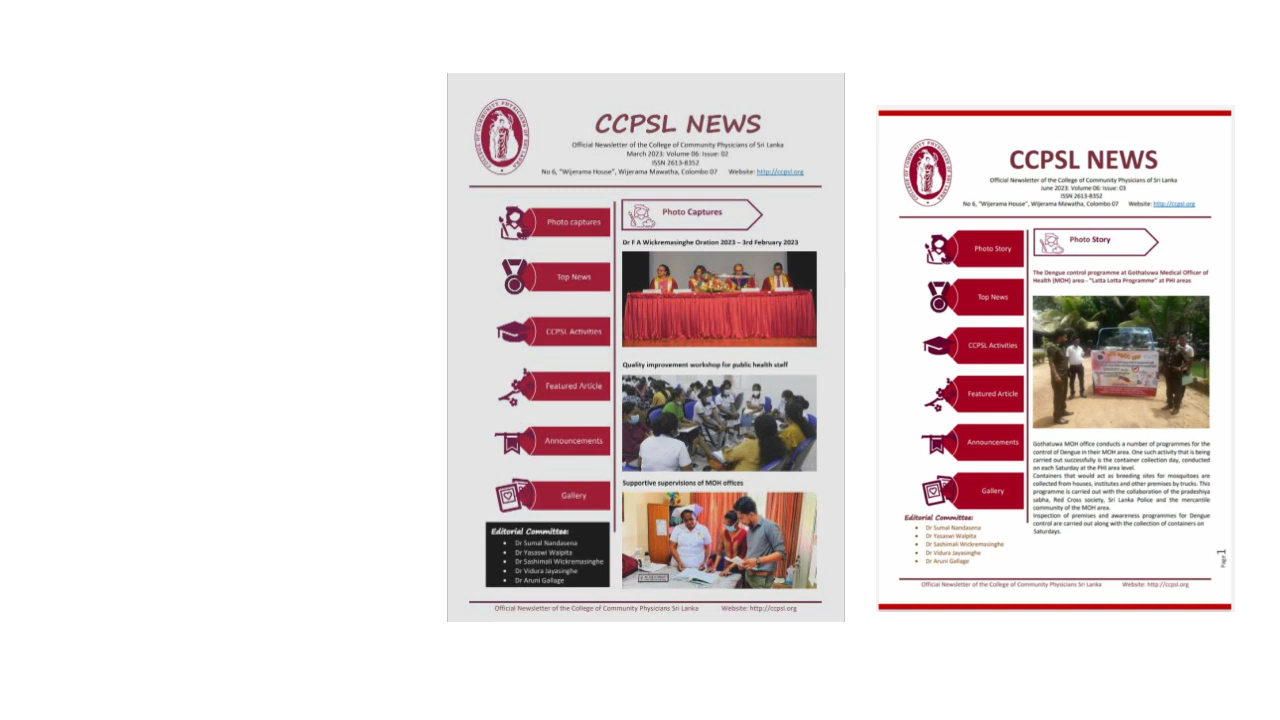 COLLEGE OF COMMUNITY PHYSICIANS OF SRI LANKA
CCPSL NEWS
Official Newsletter of the College of Community Physicians of Sri Lanka
March 2023: Volume 06: Issue: 02
ISSN 2613-8352
No 6, "Wijerama House", Wijerama Mawatha, Colombo 07 Website: http://ccpsl.org
Photo captures
Top News
CCPSL Activities
Featured Article
Announcements
Gallery
Editorial Committee:
• Dr Sumal Nandasena
• Dr Yasaswi Walpita
• Dr Sashimali Wickremasinghe
• Dr Vidura Jayasinghe
• Dr Aruni Gallage
Photo Captures
Dr F A Wickremasinghe Oration 2023 – 3rd February 2023
Quality improvement workshop for public health staff
Supportive supervisions of MOH offices
Official Newsletter of the College of Community Physicians Sri Lanka Website: http://ccpsl.org
COLLEGE OF COMMUNITY PHYSICIANS OF SRI LANKA
CCPSL NEWS
Official Newsletter of the College of Community Physicians of Sri Lanka
June 2023: Volume 06: Issue: 03
ISSN 2613-8352
No 6, "Wijerama House", Wijerama Mawatha, Colombo 07 Website: http://ccpsl.org
Photo Story
Top News
CCPSL Activities
Featured Article
Announcements
Gallery
Editorial Committee:
• Dr Sumal Nandasena
• Dr Yasaswi Walpita
• Dr Sashimali Wickremasinghe
• Dr Vidura Jayasinghe
• Dr Aruni Gallage
Photo Story
The Dengue control programme at Gothatuwa Medical Officer of
Health (MOH) area - "Latta Lotta Programme" at PHI areas
Gothatuwa MOH office conducts a number of programmes for the
control of Dengue in their MOH area. One such activity that is being
carried out successfully is the container collection day, conducted
on each Saturday at the PHI area level.
Containers that would act as breeding sites for mosquitoes are
collected from houses, institutes and other premises by trucks. This
programme is carried out with the collaboration of the pradeshiya
sabha, Red Cross society, Sri Lanka Police and the mercantile
community of the MOH area.
Inspection of premises and awareness programmes for Dengue
control are carried out along with the collection of containers on
Saturdays.
Page 1
Official Newsletter of the College of Community Physicians Sri Lanka Website: http://ccpsl.org